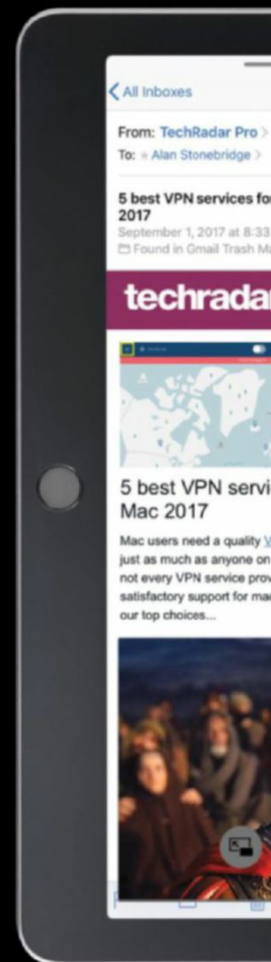 All Inboxes
From: TechRadar Pro
To: Alan Stonebridge
5 best VPN services for
2017
September 1, 2017 at 8:33
Found in Gmail Trash Ma
techradar
5 best VPN servi
Mac 2017
Mac users need a quality V
just as much as anyone on
not every VPN service prov
satisfactory support for mac
our top choices...